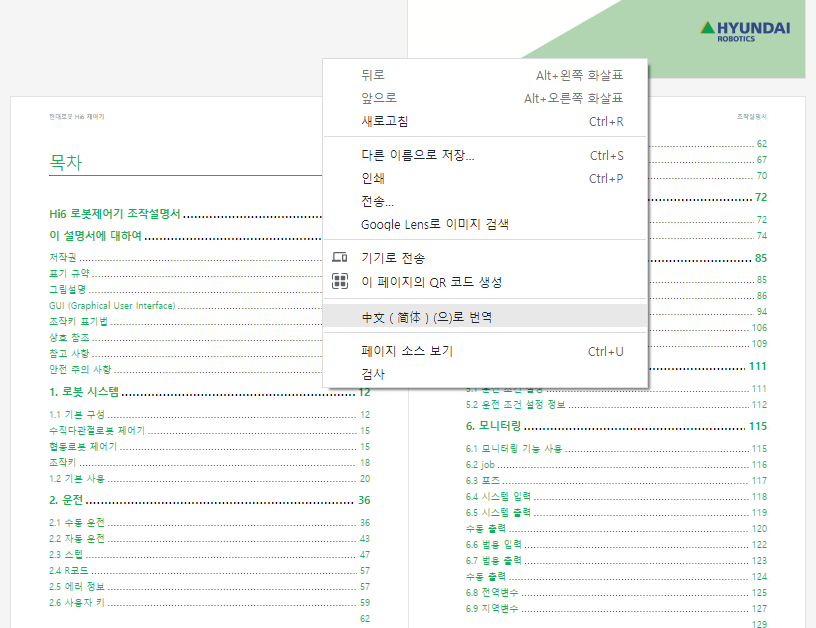 HYUNDAI
ROBOTICS
현대로봇 Hi6 제어기
목차
Hi6 로봇제어기 조작설명서
이 설명서에 대하여
저작권
표기 규약
그림설명
GUI (Graphical User Interface)
조작키 표기법
상호 참조
참고 사항
안전 주의 사항
1. 로봇 시스템 12
1.1 기본 구성 12
수직다관절로봇 제어기 15
협동로봇 제어기 15
조작키 18
1.2 기본 사용 20
2. 운전 36
2.1 수동 운전 36
2.2 자동 운전 43
2.3 스텝 47
2.4 R코드 57
2.5 에러 정보 57
2.6 사용자 키 59
62
뒤로 Alt+왼쪽 화살표
앞으로 Alt+오른쪽 화살표
새로고침 Ctrl+R
다른 이름으로 저장... Ctrl+S
인쇄 Ctrl+P
전송...
Google Lens로 이미지 검색
기기로 전송
이 페이지의 QR 코드 생성
中文 ( 简体 ) (으)로 번역
페이지 소스 보기 Ctrl+U
검사
조작설명서
62
67
70
72
72
74
85
85
86
94
106
109
111
5.1 운전 조건 설정 111
5.2 운전 조건 설정 정보 112
6. 모니터링 115
6.1 모니터링 기능 사용 115
6.2 job 116
6.3 포즈 117
6.4 시스템 입력 118
6.5 시스템 출력 119
수동 출력 120
6.6 범용 입력 122
6.7 범용 출력 123
수동 출력 124
6.8 전역변수 125
6.9 지역변수 127
129